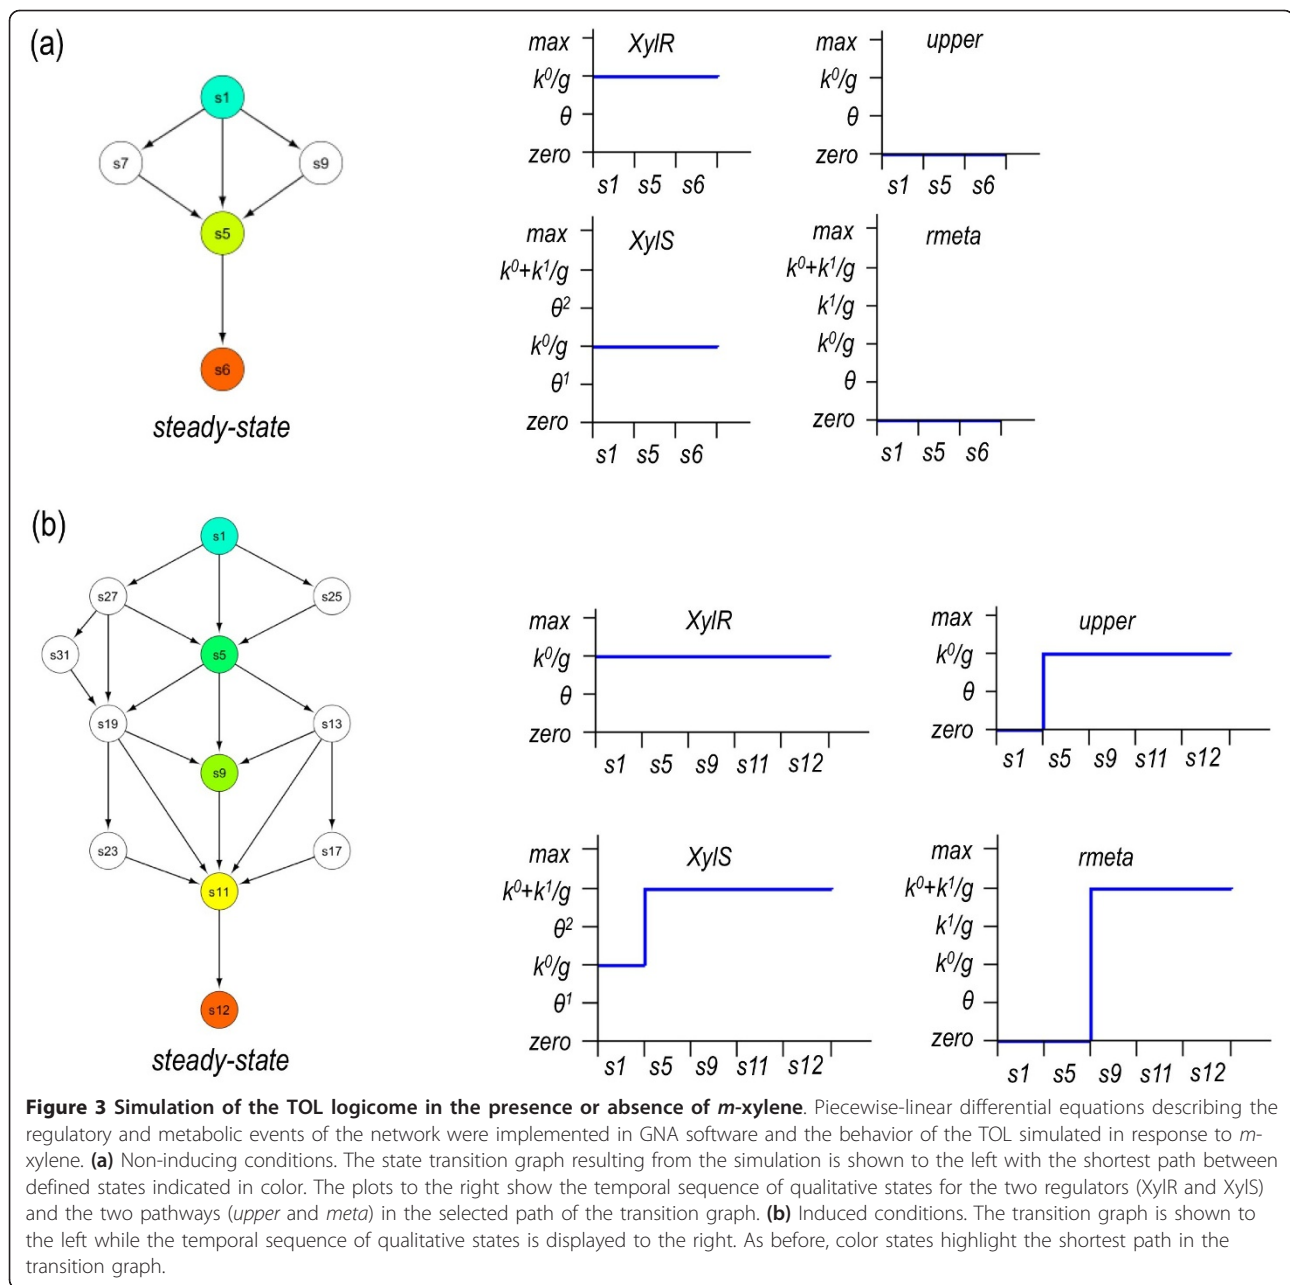 (a)
s1
s7
s9
s5
s6
steady-state
XylR
max
k⁰/g
θ
zero
s1 s5 s6
upper
max
k⁰/g
θ
zero
s1 s5 s6
XylS
max
k⁰+k¹/g
θ²
k⁰/g
θ¹
zero
s1 s5 s6
rmeta
max
k⁰+k¹/g
k¹/g
k⁰/g
θ
zero
s1 s5 s6
(b)
s1
s27
s25
s31
s5
s19
s13
s9
s23
s17
s11
s12
steady-state
XylR
max
k⁰/g
θ
zero
s1 s5 s9 s11 s12
upper
max
k⁰/g
θ
zero
s1 s5 s9 s11 s12
XylS
max
k⁰+k¹/g
θ²
k⁰/g
θ¹
zero
s1 s5 s9 s11 s12
rmeta
max
k⁰+k¹/g
k¹/g
k⁰/g
θ
zero
s1 s5 s9 s11 s12
Figure 3 Simulation of the TOL logicome in the presence or absence of m-xylene. Piecewise-linear differential equations describing the
regulatory and metabolic events of the network were implemented in GNA software and the behavior of the TOL simulated in response to m-
xylene. (a) Non-inducing conditions. The state transition graph resulting from the simulation is shown to the left with the shortest path between
defined states indicated in color. The plots to the right show the temporal sequence of qualitative states for the two regulators (XylR and XylS)
and the two pathways (upper and meta) in the selected path of the transition graph. (b) Induced conditions. The transition graph is shown to
the left while the temporal sequence of qualitative states is displayed to the right. As before, color states highlight the shortest path in the
transition graph.